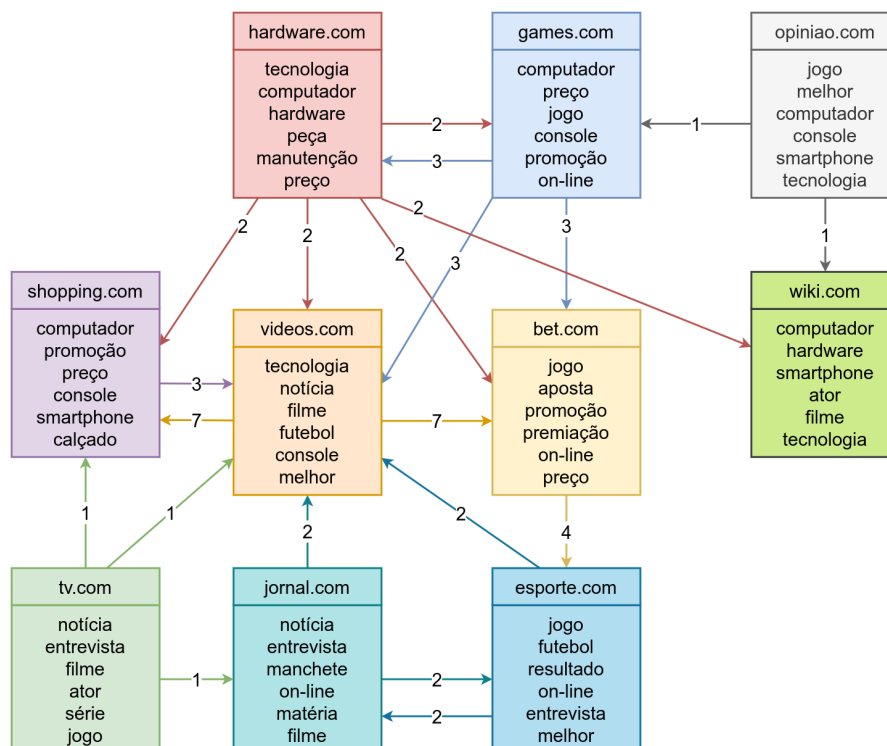 hardware.com
tecnologia
computador
hardware
peça
manutenção
preço
games.com
computador
preço
jogo
console
promoção
on-line
opiniao.com
jogo
melhor
computador
console
smartphone
tecnologia
2
3
1
2
2
2
2
3
3
1
shopping.com
computador
promoção
preço
console
smartphone
calçado
videos.com
tecnologia
notícia
filme
futebol
console
melhor
bet.com
jogo
aposta
promoção
premiação
on-line
preço
wiki.com
computador
hardware
smartphone
ator
filme
tecnologia
3
7
7
1
1
2
2
4
tv.com
notícia
entrevista
filme
ator
série
jogo
jornal.com
notícia
entrevista
manchete
on-line
matéria
filme
esporte.com
jogo
futebol
resultado
on-line
entrevista
melhor
1
2
2